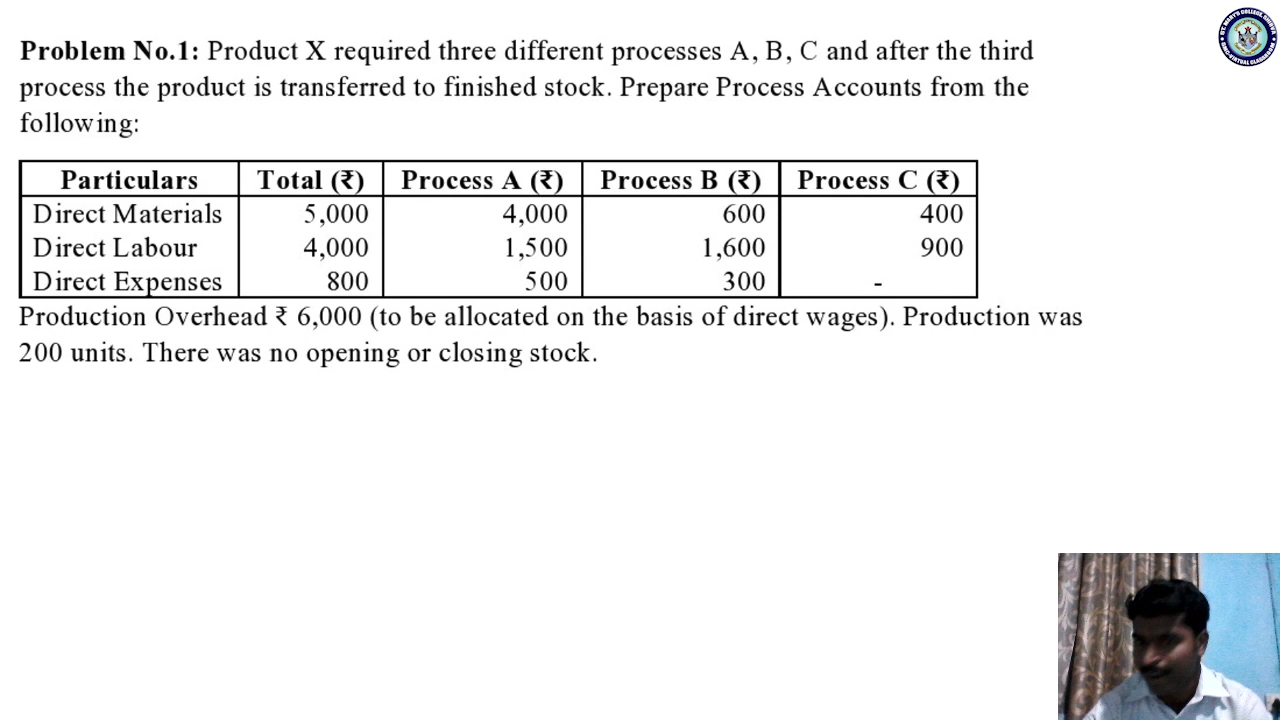 Problem No.1: Product X required three different processes A, B, C and after the third
process the product is transferred to finished stock. Prepare Process Accounts from the
following:
Particulars Total (₹) Process A (₹) Process B (₹) Process C (₹)
Direct Materials 5,000 4,000 600 400
Direct Labour 4,000 1,500 1,600 900
Direct Expenses 800 500 300 -
Production Overhead ₹ 6,000 (to be allocated on the basis of direct wages). Production was
200 units. There was no opening or closing stock.